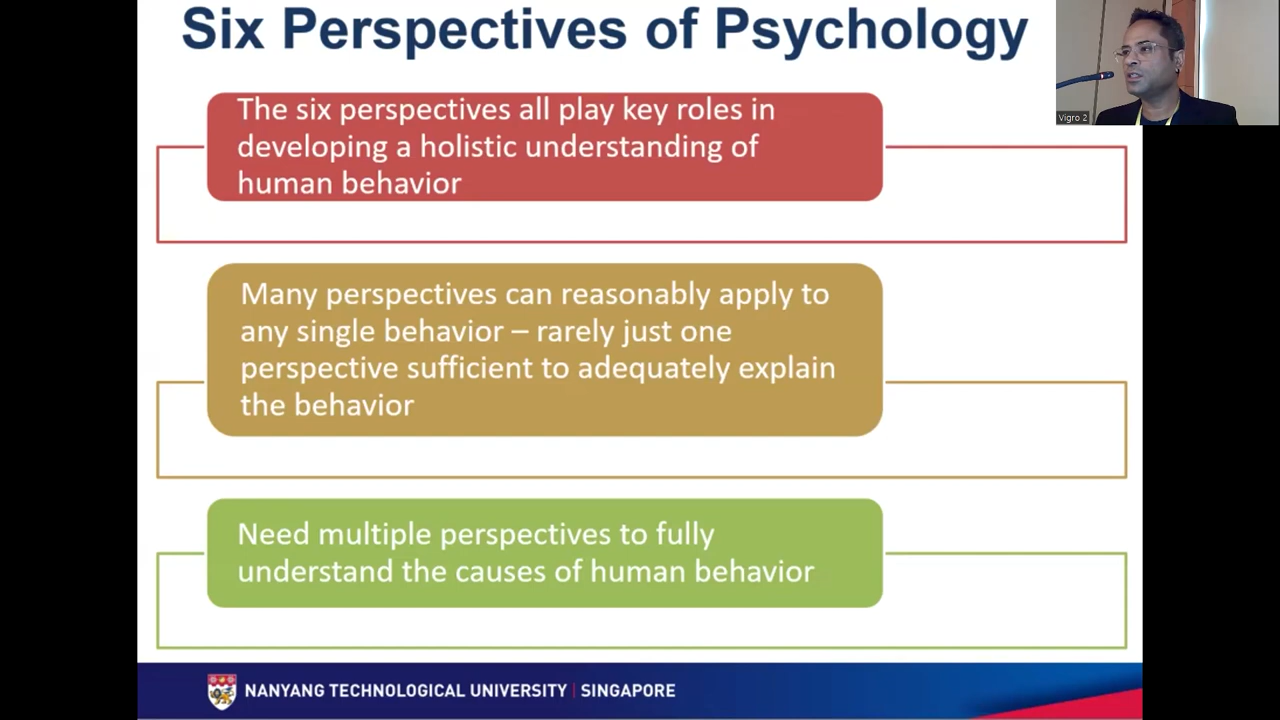 Six Perspectives of Psychology
The six perspectives all play key roles in
developing a holistic understanding of
human behavior
Many perspectives can reasonably apply to
any single behavior – rarely just one
perspective sufficient to adequately explain
the behavior
Need multiple perspectives to fully
understand the causes of human behavior
NANYANG TECHNOLOGICAL UNIVERSITY | SINGAPORE
Vigro 2